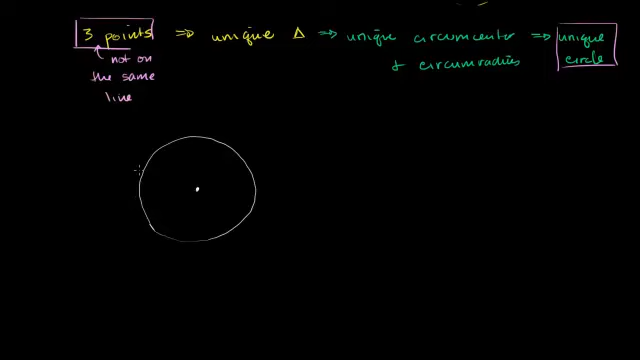 3 points ⇒ unique Δ ⇒ unique circumcenter ⇒ unique
not on & circumradius circle
the same
line